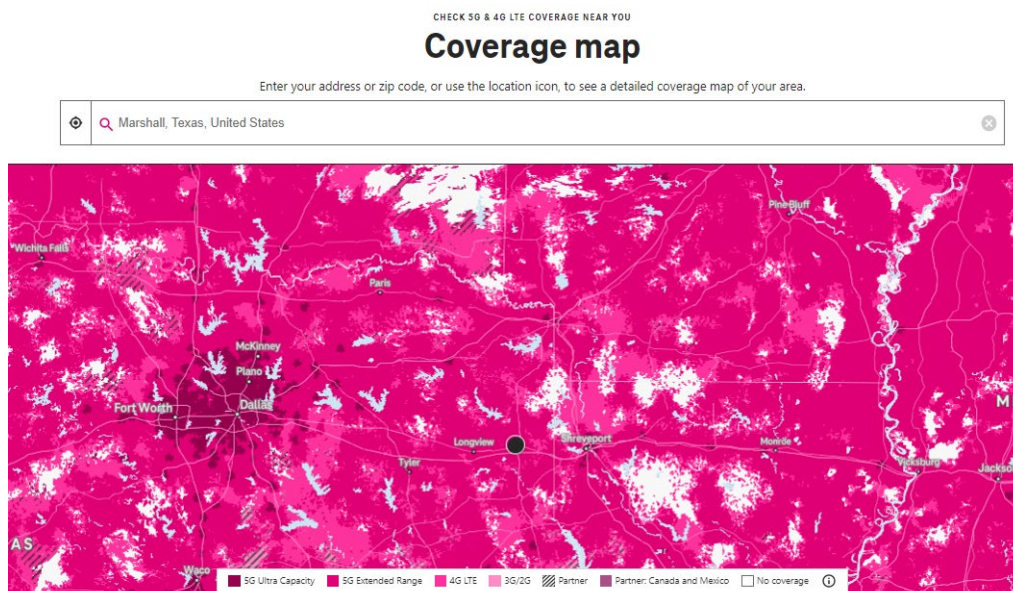 CHECK 5G & 4G LTE COVERAGE NEAR YOU
Coverage map
Enter your address or zip code, or use the location icon, to see a detailed coverage map of your area.
Marshall, Texas, United States
Pine Bluff
Wichita Falls
Paris
McKinney
Plano
Fort Worth
Dallas
M
Longview
Shreveport
Monroe
Tyler
Vicksburg
Jackso
AS
Waco
5G Ultra Capacity
5G Extended Range
4G LTE
3G/2G
Partner
Partner: Canada and Mexico
No coverage